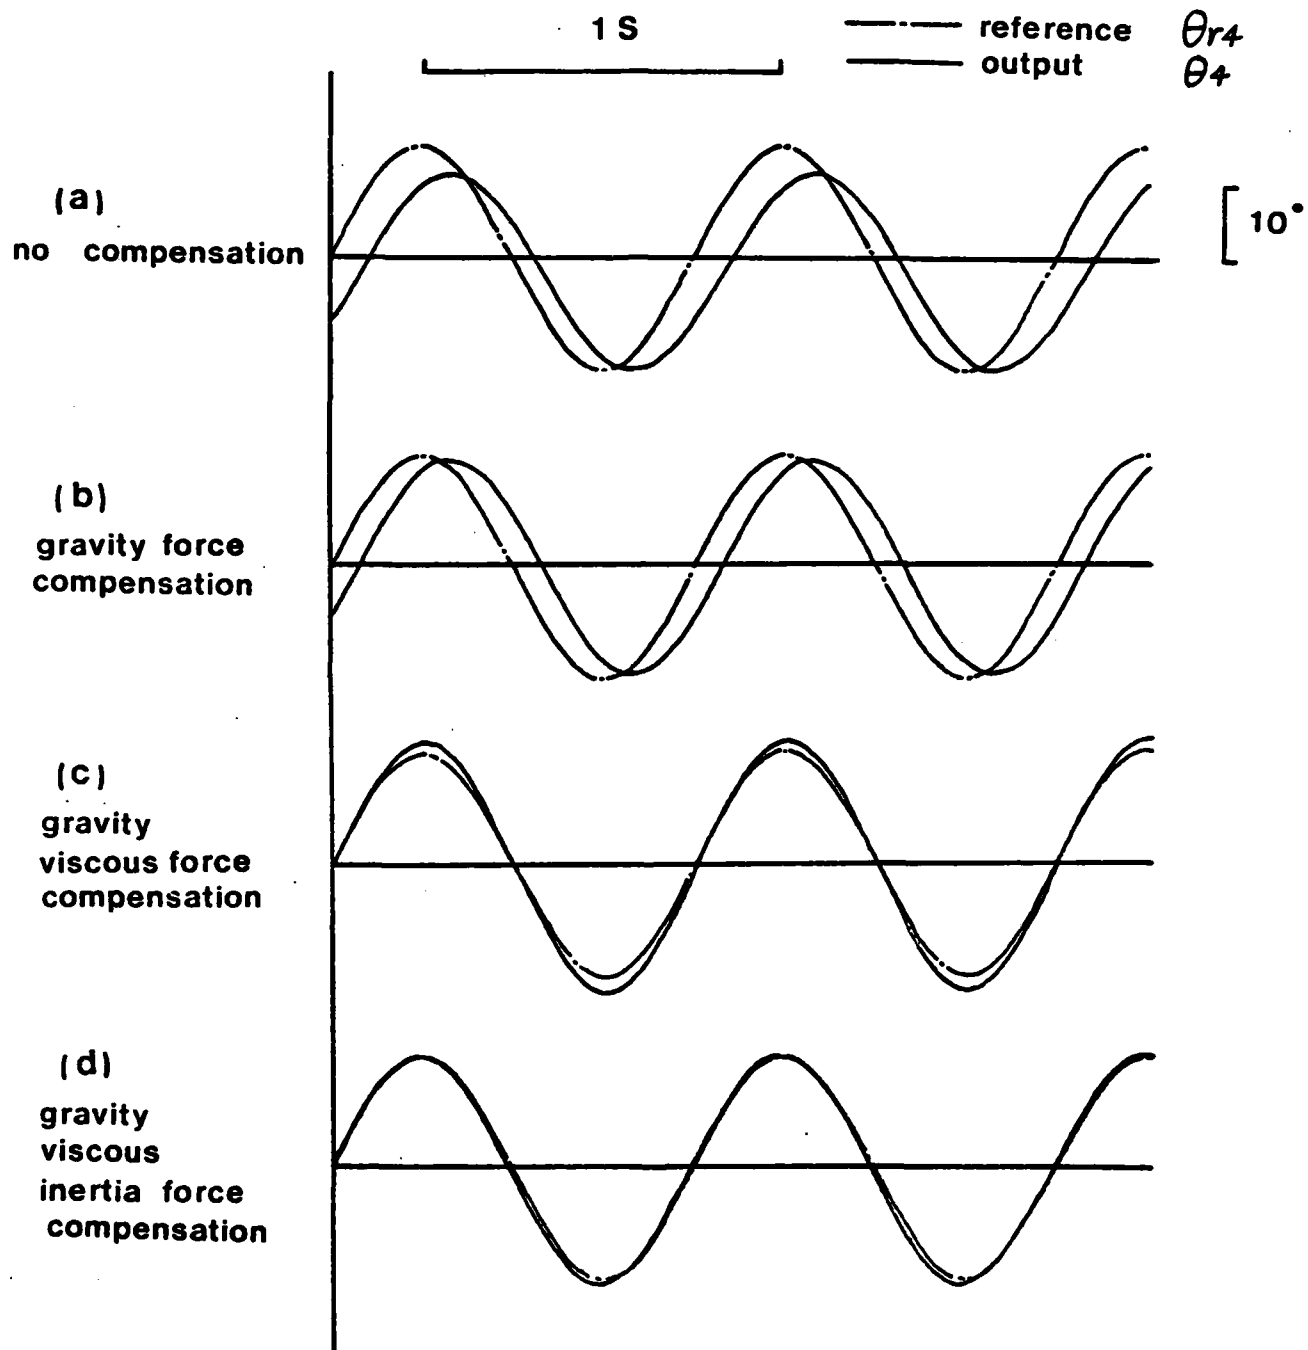 1 S
reference θr4
output θ4
(a)
no compensation
10°
(b)
gravity force
compensation
(c)
gravity
viscous force
compensation
(d)
gravity
viscous
inertia force
compensation